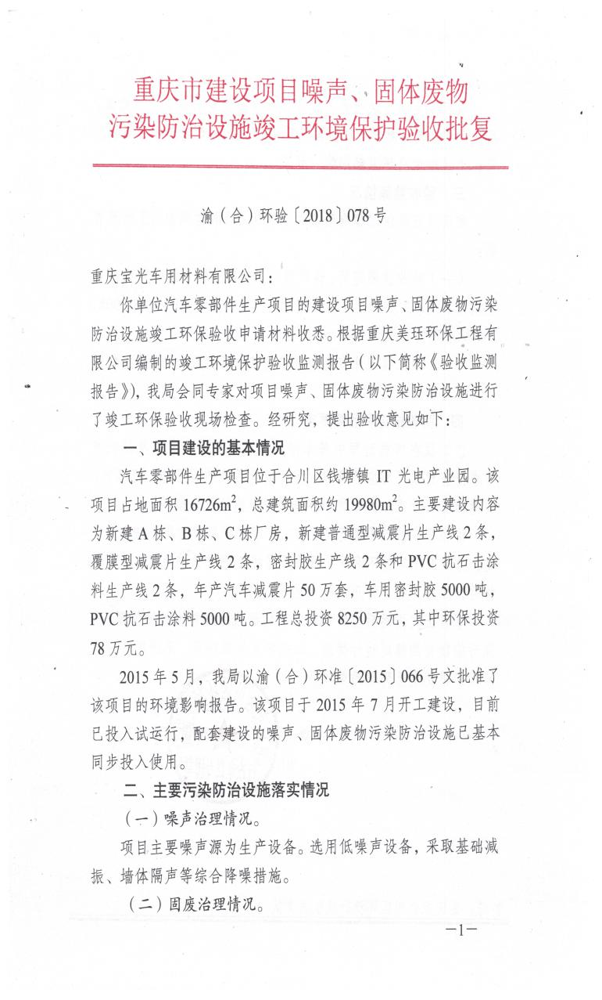 重庆市建设项目噪声、固体废物
污染防治设施竣工环境保护验收批复
渝（合）环验〔2018〕078号
重庆宝光车用材料有限公司：
你单位汽车零部件生产项目的建设项目噪声、固体废物污染
防治设施竣工环保验收申请材料收悉。根据重庆美珏环保工程有
限公司编制的竣工环境保护验收监测报告（以下简称《验收监测
报告》），我局会同专家对项目噪声、固体废物污染防治设施进行
了竣工环保验收现场检查。经研究，提出验收意见如下：
一、项目建设的基本情况
汽车零部件生产项目位于合川区钱塘镇 IT 光电产业园。该
项目占地面积 16726m²，总建筑面积约 19980m²。主要建设内容
为新建 A 栋、B 栋、C 栋厂房，新建普通型减震片生产线 2 条，
覆膜型减震片生产线 2 条，密封胶生产线 2 条和 PVC 抗石击涂
料生产线 2 条，年产汽车减震片 50 万套，车用密封胶 5000 吨，
PVC 抗石击涂料 5000 吨。工程总投资 8250 万元，其中环保投资
78 万元。
2015 年 5 月，我局以渝（合）环准〔2015〕066 号文批准了
该项目的环境影响报告。该项目于 2015 年 7 月开工建设，目前
已投入试运行，配套建设的噪声、固体废物污染防治设施已基本
同步投入使用。
二、主要污染防治设施落实情况
（一）噪声治理情况。
项目主要噪声源为生产设备。选用低噪声设备，采取基础减
振、墙体隔声等综合降噪措施。
（二）固废治理情况。
—1—